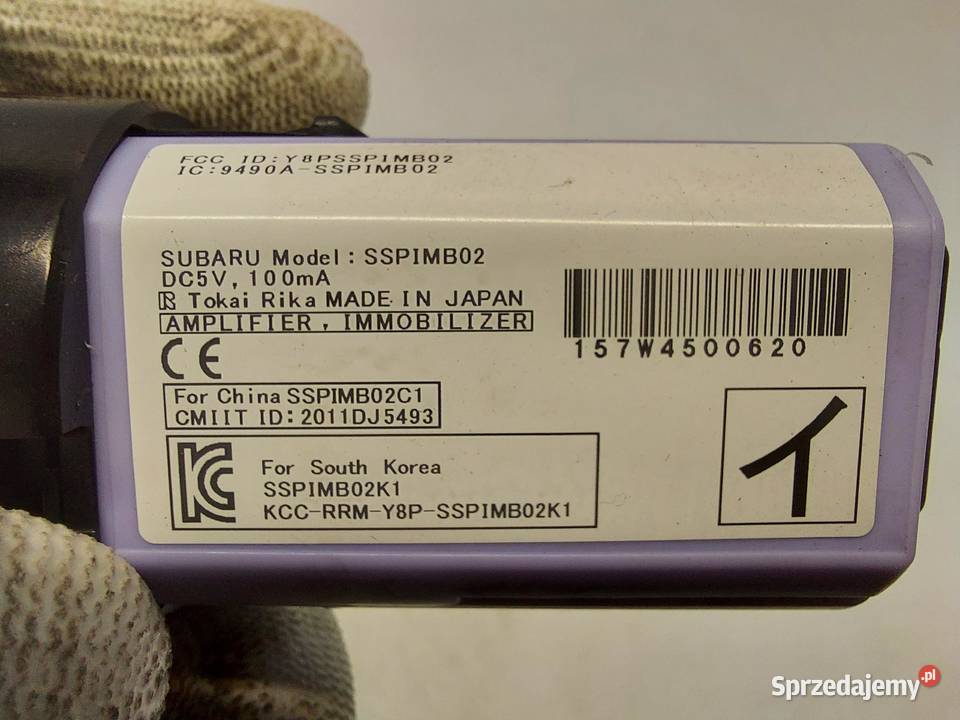 FCC ID:Y8PSSPIMB02
IC:9490A-SSPIMB02
SUBARU Model:SSPIMB02
DC5V,100mA
Tokai Rika MADE IN JAPAN
AMPLIFIER,IMMOBILIZER
CE
For China SSPIMB02C1
CMIIT ID:2011DJ5493
For South Korea
SSPIMB02K1
KCC-RRM-Y8P-SSPIMB02K1
157W4500620
イ
Sprzedajemy.pl